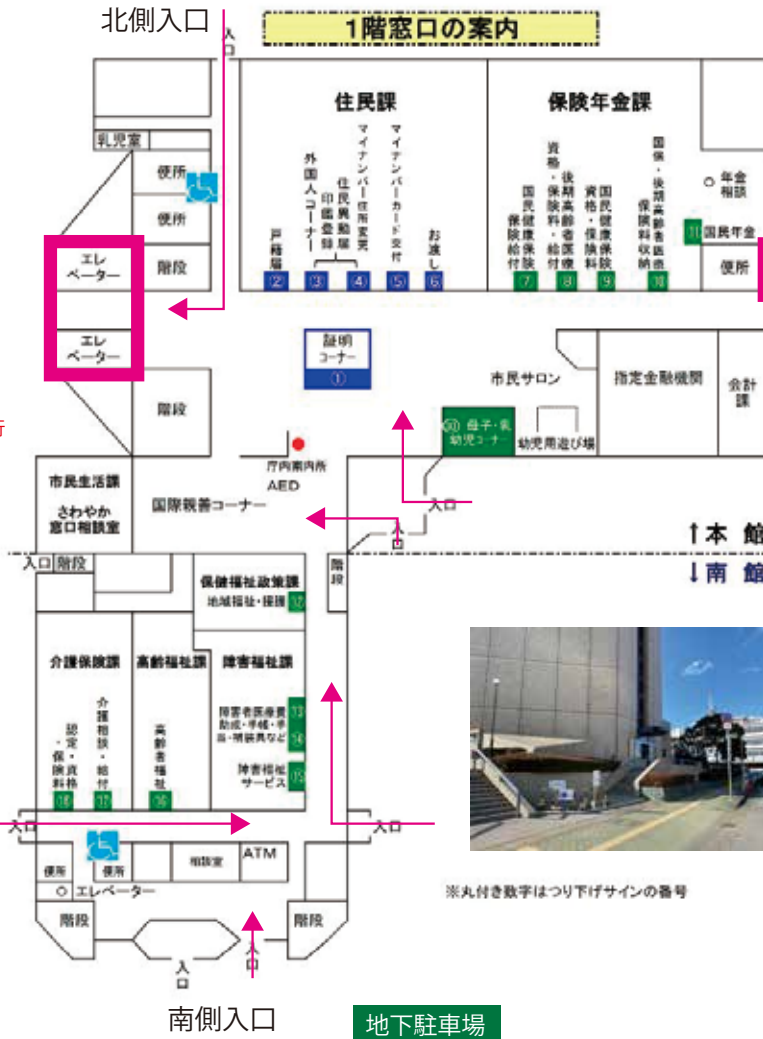 北側入口
1階窓口の案内
入口
住民課
保険年金課
乳児室
便所
便所
エレベーター
階段
エレベーター
階段
戸籍届
②
外国人コーナー
印鑑登録
③
住民異動届
マイナンバー住所変更
④
マイナンバーカード交付
⑤
お渡し
⑥
国民健康保険
保険給付
⑦
後期高齢者医療
資格・保険料・給付
⑧
国民健康保険
資格・保険料
⑨
国保・後期高齢者医療
保険料収納
⑩
年金相談
⑪
国民年金
便所
証明コーナー
①
市民サロン
指定金融機関
会計課
母子・乳幼児コーナー
幼児用遊び場
庁内案内所
AED
市民生活課
さわやか窓口相談室
国際親善コーナー
入口
入口
↑本 館
↓南 館
入口
階段
階段
保健福祉政策課
地域福祉・援護
⑫
介護保険課
高齢福祉課
障害福祉課
認定・保険料・資格
⑱
介護相談・給付
⑰
高齢者福祉
⑯
障害者医療費助成・手帳・手当・補装具など
⑬
⑭
障害福祉サービス
⑮
入口
入口
便所
便所
相談室
ATM
エレベーター
階段
階段
入口
入口
※丸付き数字はつり下げサインの番号
南側入口
地下駐車場